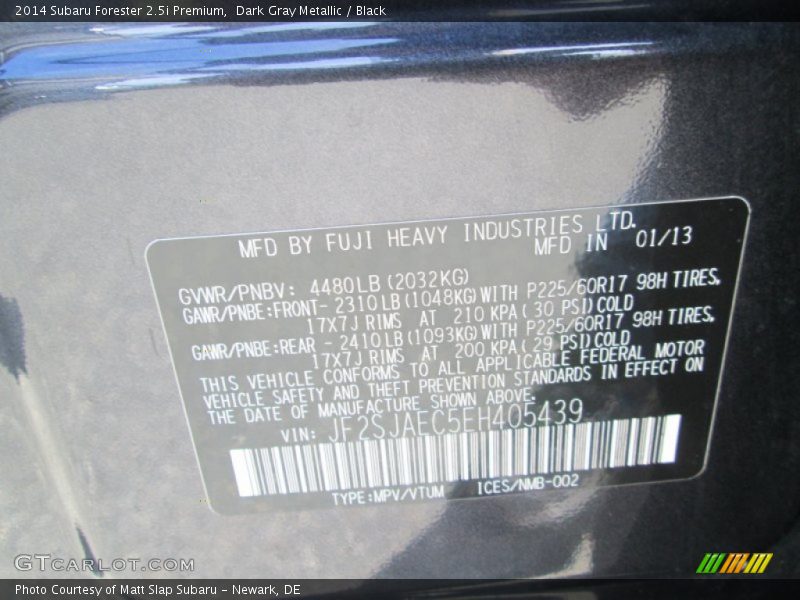 2014 Subaru Forester 2.5i Premium, Dark Gray Metallic / Black
MFD BY FUJI HEAVY INDUSTRIES LTD.
MFD IN 01/13
GVWR/PNBV: 4480LB (2032KG)
GAWR/PNBE:FRONT- 2310LB (1048KG) WITH P225/60R17 98H TIRES,
17X7J RIMS AT 210 KPA ( 30 PSI) COLD
GAWR/PNBE:REAR - 2410LB (1093KG) WITH P225/60R17 98H TIRES,
17X7J RIMS AT 200 KPA ( 29 PSI) COLD
THIS VEHICLE CONFORMS TO ALL APPLICABLE FEDERAL MOTOR
VEHICLE SAFETY AND THEFT PREVENTION STANDARDS IN EFFECT ON
THE DATE OF MANUFACTURE SHOWN ABOVE.
VIN: JF2SJAEC5EH405439
TYPE:MPV/VTUM ICES/NMB-002
GTCARLOT.COM
Photo Courtesy of Matt Slap Subaru - Newark, DE